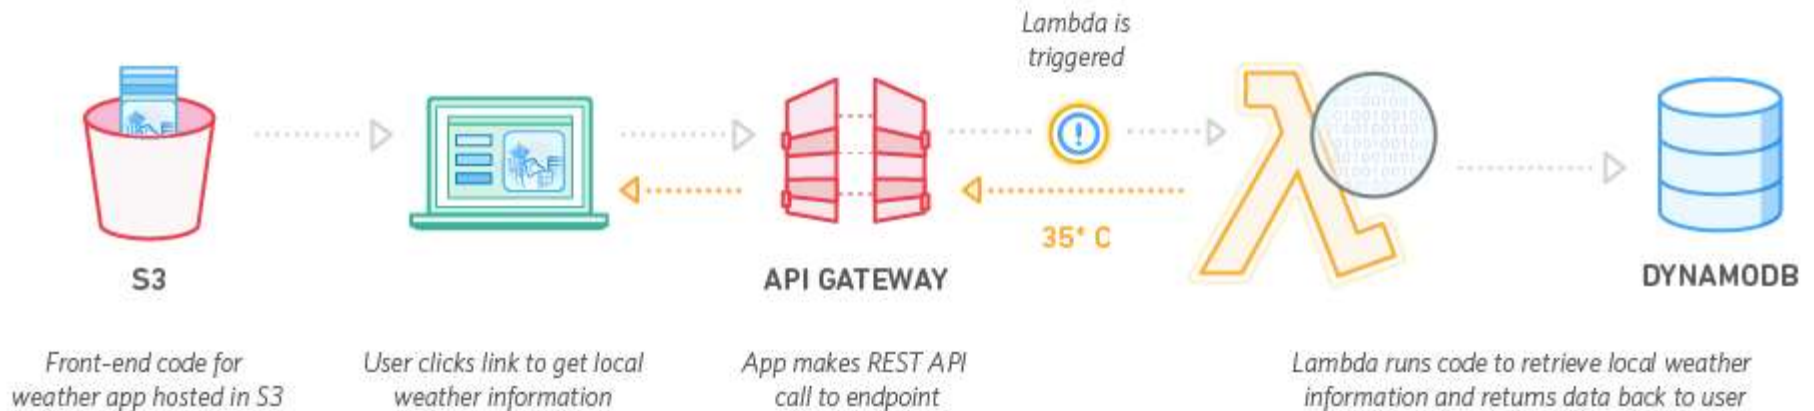 Lambda is
triggered
35° C
S3
API GATEWAY
DYNAMODB
Front-end code for
weather app hosted in S3
User clicks link to get local
weather information
App makes REST API
call to endpoint
Lambda runs code to retrieve local weather
information and returns data back to user